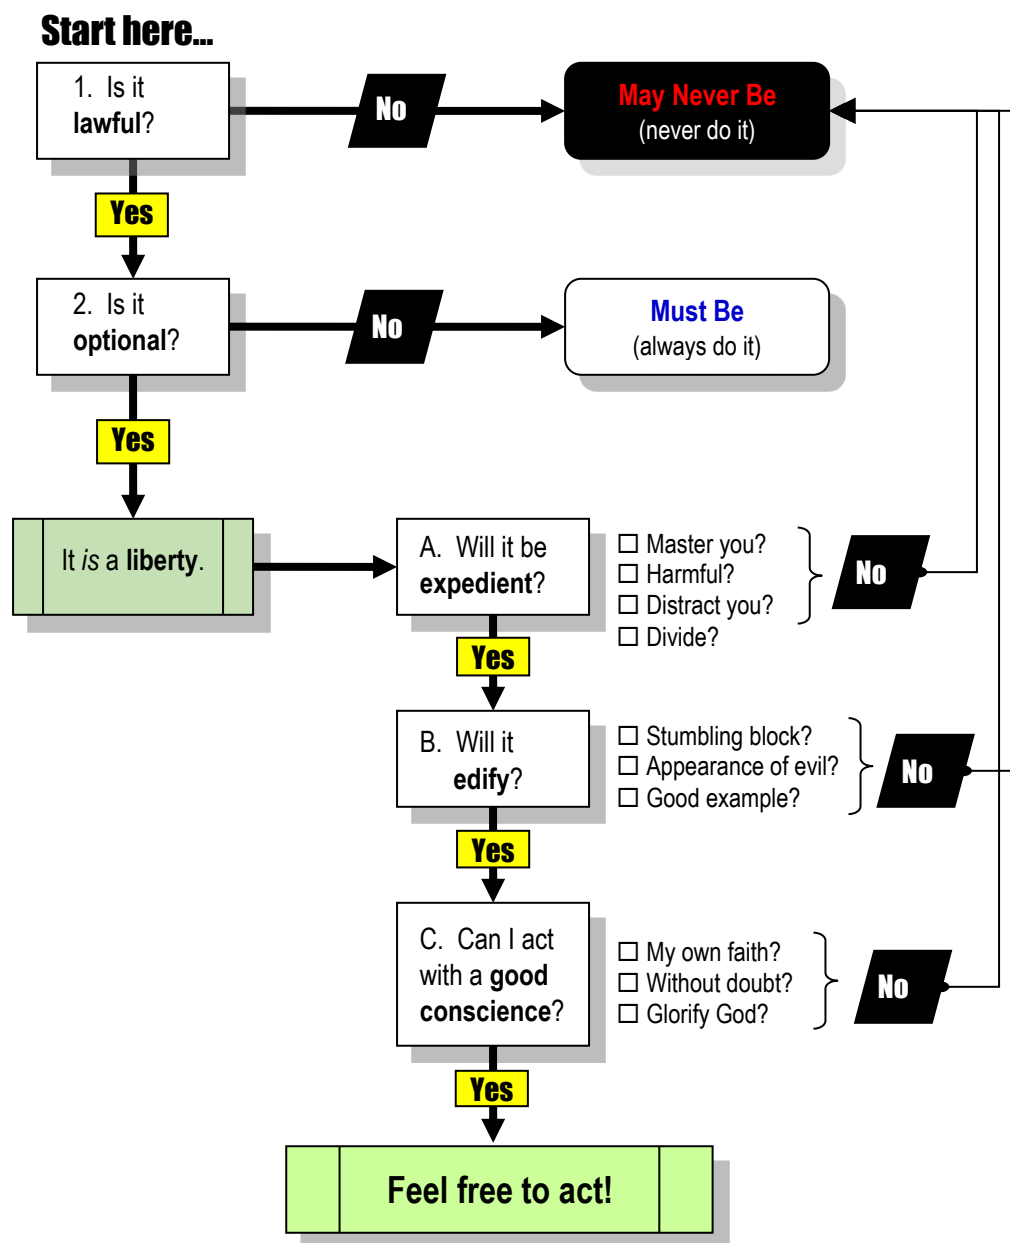 Start here...
1. Is it
lawful?
No
May Never Be
(never do it)
Yes
2. Is it
optional?
No
Must Be
(always do it)
Yes
It is a liberty.
A. Will it be
expedient?
☐ Master you?
☐ Harmful?
☐ Distract you?
☐ Divide?
No
Yes
B. Will it
edify?
☐ Stumbling block?
☐ Appearance of evil?
☐ Good example?
No
Yes
C. Can I act
with a good
conscience?
☐ My own faith?
☐ Without doubt?
☐ Glorify God?
No
Yes
Feel free to act!